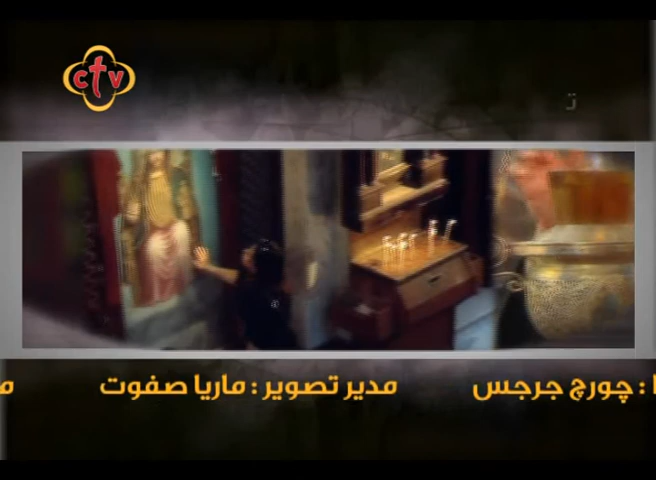 ctv
ت
: چورچ جرجس
مدير تصوير : ماريا صفوت